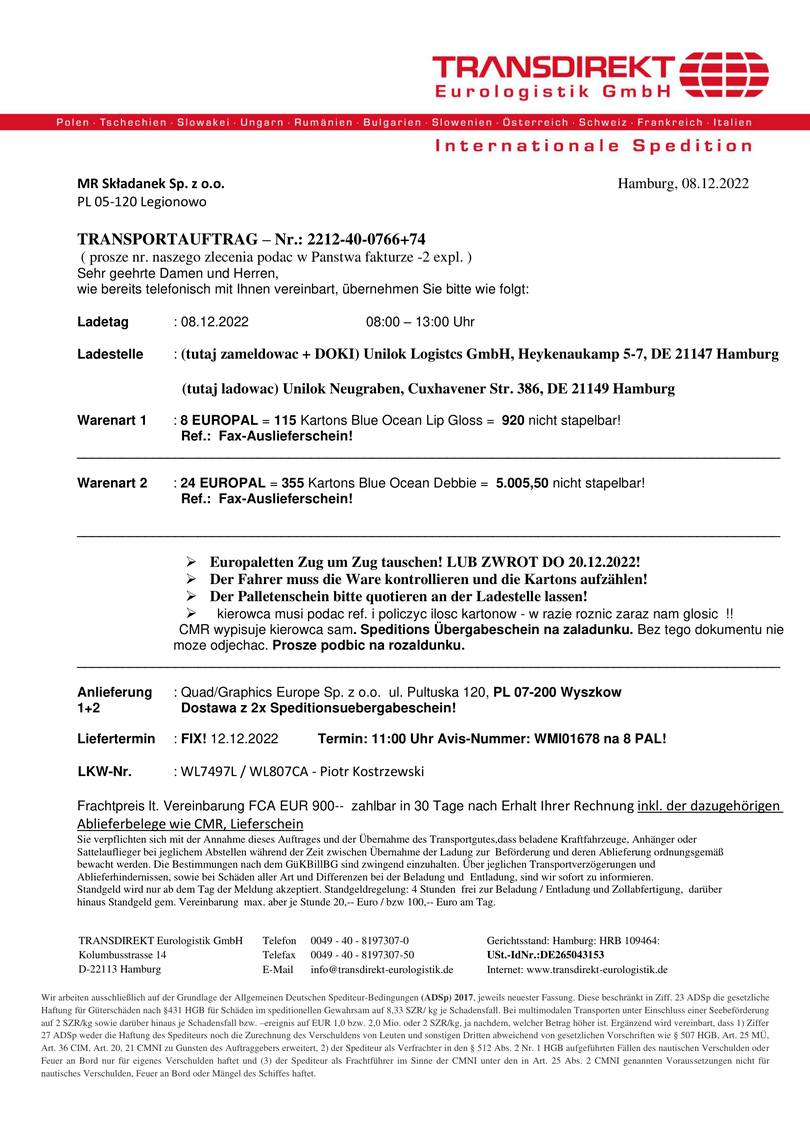 TRANSDIREKT
Eurologistik GmbH
Polen · Tschechien · Slowakei · Ungarn · Rumänien · Bulgarien · Slowenien · Österreich · Schweiz · Frankreich · Italien
Internationale Spedition
MR Składanek Sp. z o.o. Hamburg, 08.12.2022
PL 05-120 Legionowo
TRANSPORTAUFTRAG – Nr.: 2212-40-0766+74
( prosze nr. naszego zlecenia podac w Panstwa fakturze -2 expl. )
Sehr geehrte Damen und Herren,
wie bereits telefonisch mit Ihnen vereinbart, übernehmen Sie bitte wie folgt:
Ladetag : 08.12.2022 08:00 – 13:00 Uhr
Ladestelle : (tutaj zameldowac + DOKI) Unilok Logistcs GmbH, Heykenaukamp 5-7, DE 21147 Hamburg
(tutaj ladowac) Unilok Neugraben, Cuxhavener Str. 386, DE 21149 Hamburg
Warenart 1 : 8 EUROPAL = 115 Kartons Blue Ocean Lip Gloss = 920 nicht stapelbar!
Ref.: Fax-Auslieferschein!
Warenart 2 : 24 EUROPAL = 355 Kartons Blue Ocean Debbie = 5.005,50 nicht stapelbar!
Ref.: Fax-Auslieferschein!
➢ Europaletten Zug um Zug tauschen! LUB ZWROT DO 20.12.2022!
➢ Der Fahrer muss die Ware kontrollieren und die Kartons aufzählen!
➢ Der Palletenschein bitte quotieren an der Ladestelle lassen!
➢ kierowca musi podac ref. i policzyc ilosc kartonow - w razie roznic zaraz nam glosic !!
CMR wypisuje kierowca sam. Speditions Übergabeschein na zaladunku. Bez tego dokumentu nie
moze odjechac. Prosze podbic na rozaldunku.
Anlieferung : Quad/Graphics Europe Sp. z o.o. ul. Pultuska 120, PL 07-200 Wyszkow
1+2 Dostawa z 2x Speditionsuebergabeschein!
Liefertermin : FIX! 12.12.2022 Termin: 11:00 Uhr Avis-Nummer: WMI01678 na 8 PAL!
LKW-Nr. : WL7497L / WL807CA - Piotr Kostrzewski
Frachtpreis lt. Vereinbarung FCA EUR 900-- zahlbar in 30 Tage nach Erhalt Ihrer Rechnung inkl. der dazugehörigen
Ablieferbelege wie CMR, Lieferschein
Sie verpflichten sich mit der Annahme dieses Auftrages und der Übernahme des Transportgutes,dass beladene Kraftfahrzeuge, Anhänger oder
Sattelauflieger bei jeglichem Abstellen während der Zeit zwischen Übernahme der Ladung zur Beförderung und deren Ablieferung ordnungsgemäß
bewacht werden. Die Bestimmungen nach dem GüKBillBG sind zwingend einzuhalten. Über jeglichen Transportverzögerungen und
Ablieferhindernissen, sowie bei Schäden aller Art und Differenzen bei der Beladung und Entladung, sind wir sofort zu informieren.
Standgeld wird nur ab dem Tag der Meldung akzeptiert. Standgeldregelung: 4 Stunden frei zur Beladung / Entladung und Zollabfertigung, darüber
hinaus Standgeld gem. Vereinbarung max. aber je Stunde 20,-- Euro / bzw 100,-- Euro am Tag.
TRANSDIREKT Eurologistik GmbH Telefon 0049 - 40 - 8197307-0 Gerichtsstand: Hamburg: HRB 109464:
Kolumbusstrasse 14 Telefax 0049 - 40 - 8197307-50 USt.-IdNr.:DE265043153
D-22113 Hamburg E-Mail info@transdirekt-eurologistik.de Internet: www.transdirekt-eurologistik.de
Wir arbeiten ausschließlich auf der Grundlage der Allgemeinen Deutschen Spediteur-Bedingungen (ADSp) 2017, jeweils neuester Fassung. Diese beschränkt in Ziff. 23 ADSp die gesetzliche
Haftung für Güterschäden nach §431 HGB für Schäden im speditionellen Gewahrsam auf 8,33 SZR/ kg je Schadensfall. Bei multimodalen Transporten unter Einschluss einer Seebeförderung
auf 2 SZR/kg sowie darüber hinaus je Schadensfall bzw. –ereignis auf EUR 1,0 bzw. 2,0 Mio. oder 2 SZR/kg, ja nachdem, welcher Betrag höher ist. Ergänzend wird vereinbart, dass 1) Ziffer
27 ADSp weder die Haftung des Spediteurs noch die Zurechnung des Verschuldens von Leuten und sonstigen Dritten abweichend von gesetzlichen Vorschriften wie § 507 HGB, Art. 25 MÜ,
Art. 36 CIM, Art. 20, 21 CMNI zu Gunsten des Auftraggebers erweitert, 2) der Spediteur als Verfrachter in den § 512 Abs. 2 Nr. 1 HGB aufgeführten Fällen des nautischen Verschulden oder
Feuer an Bord nur für eigenes Verschulden haftet und (3) der Spediteur als Frachtführer im Sinne der CMNI unter den in Art. 25 Abs. 2 CMNI genannten Voraussetzungen nicht für
nautisches Verschulden, Feuer an Bord oder Mängel des Schiffes haftet.